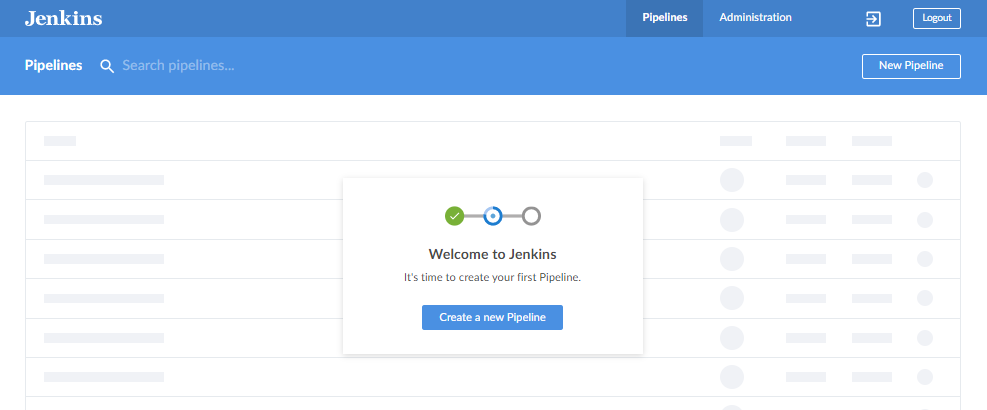 Jenkins
Pipelines
Administration
Logout
Pipelines
Search pipelines...
New Pipeline
Welcome to Jenkins
It's time to create your first Pipeline.
Create a new Pipeline